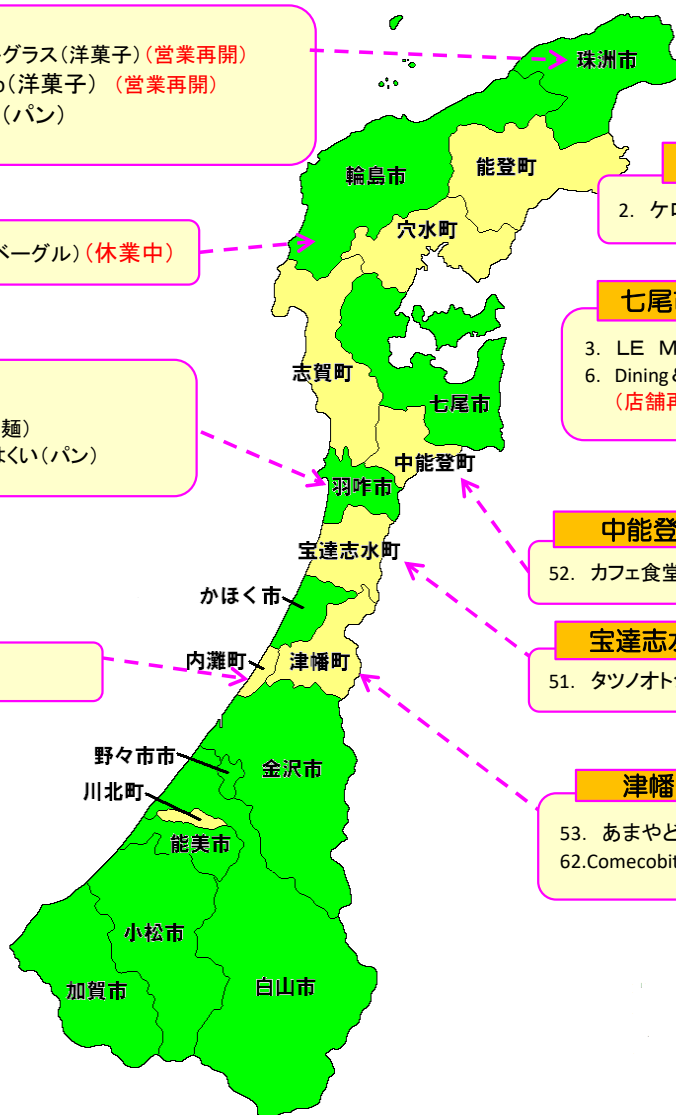 グラス(洋菓子)(営業再開)
(洋菓子) (営業再開)
(パン)
珠洲市
輪島市
能登町
穴水町
2. ケロ
ベーグル)(休業中)
七尾市
3. LE M
6. Dining&
(店舗再
志賀町
七尾市
麺)
はくい(パン)
中能登町
羽咋市
中能登
52. カフェ食堂
宝達志水町
かほく市
宝達志水
51. タツノオト
内灘町
津幡町
野々市市
金沢市
川北町
津幡
能美市
53. あまやど
62.Comecobit
小松市
加賀市
白山市